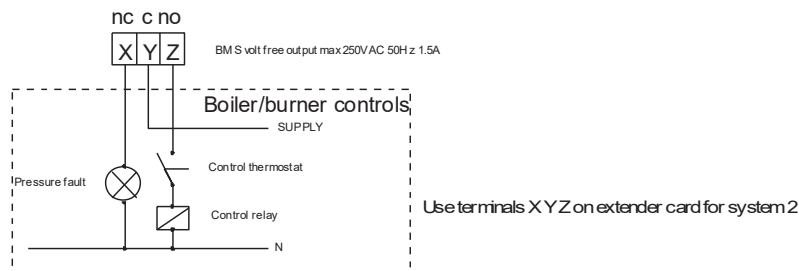 nc c no
X Y Z
BMS volt free output max 250VAC 50Hz 1.5A
Boiler/burner controls
SUPPLY
Control thermostat
Pressure fault
Control relay
Use terminals X Y Z on extender card for system 2
N